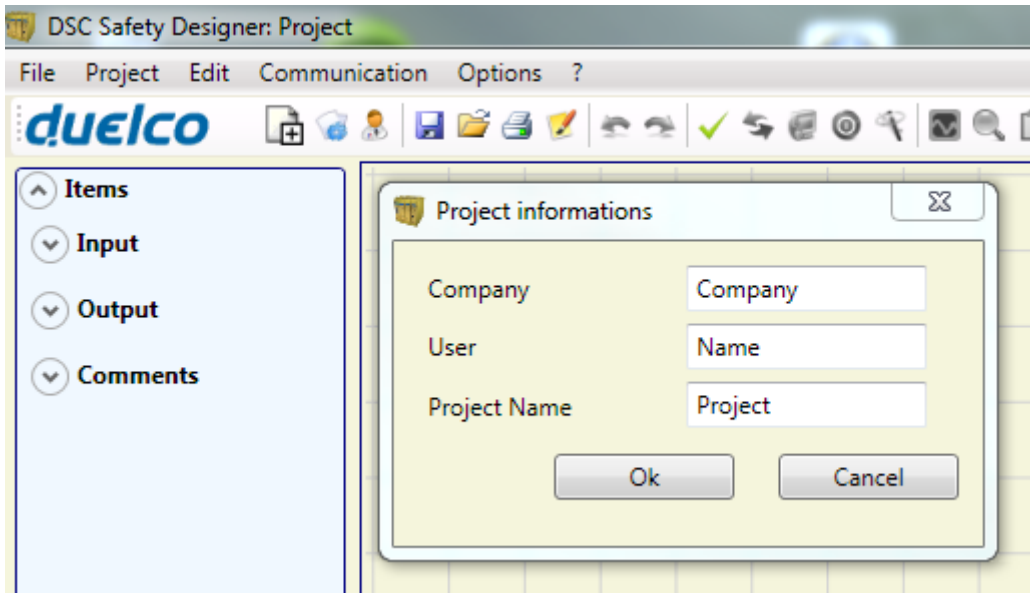 DSC Safety Designer: Project
File Project Edit Communication Options ?
duelco
Items
Input
Output
Comments
Project informations
Company Company
User Name
Project Name Project
Ok Cancel